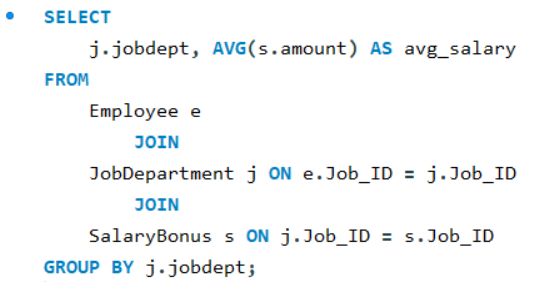 SELECT
j.jobdept, AVG(s.amount) AS avg_salary
FROM
Employee e
JOIN
JobDepartment j ON e.Job_ID = j.Job_ID
JOIN
SalaryBonus s ON j.Job_ID = s.Job_ID
GROUP BY j.jobdept;